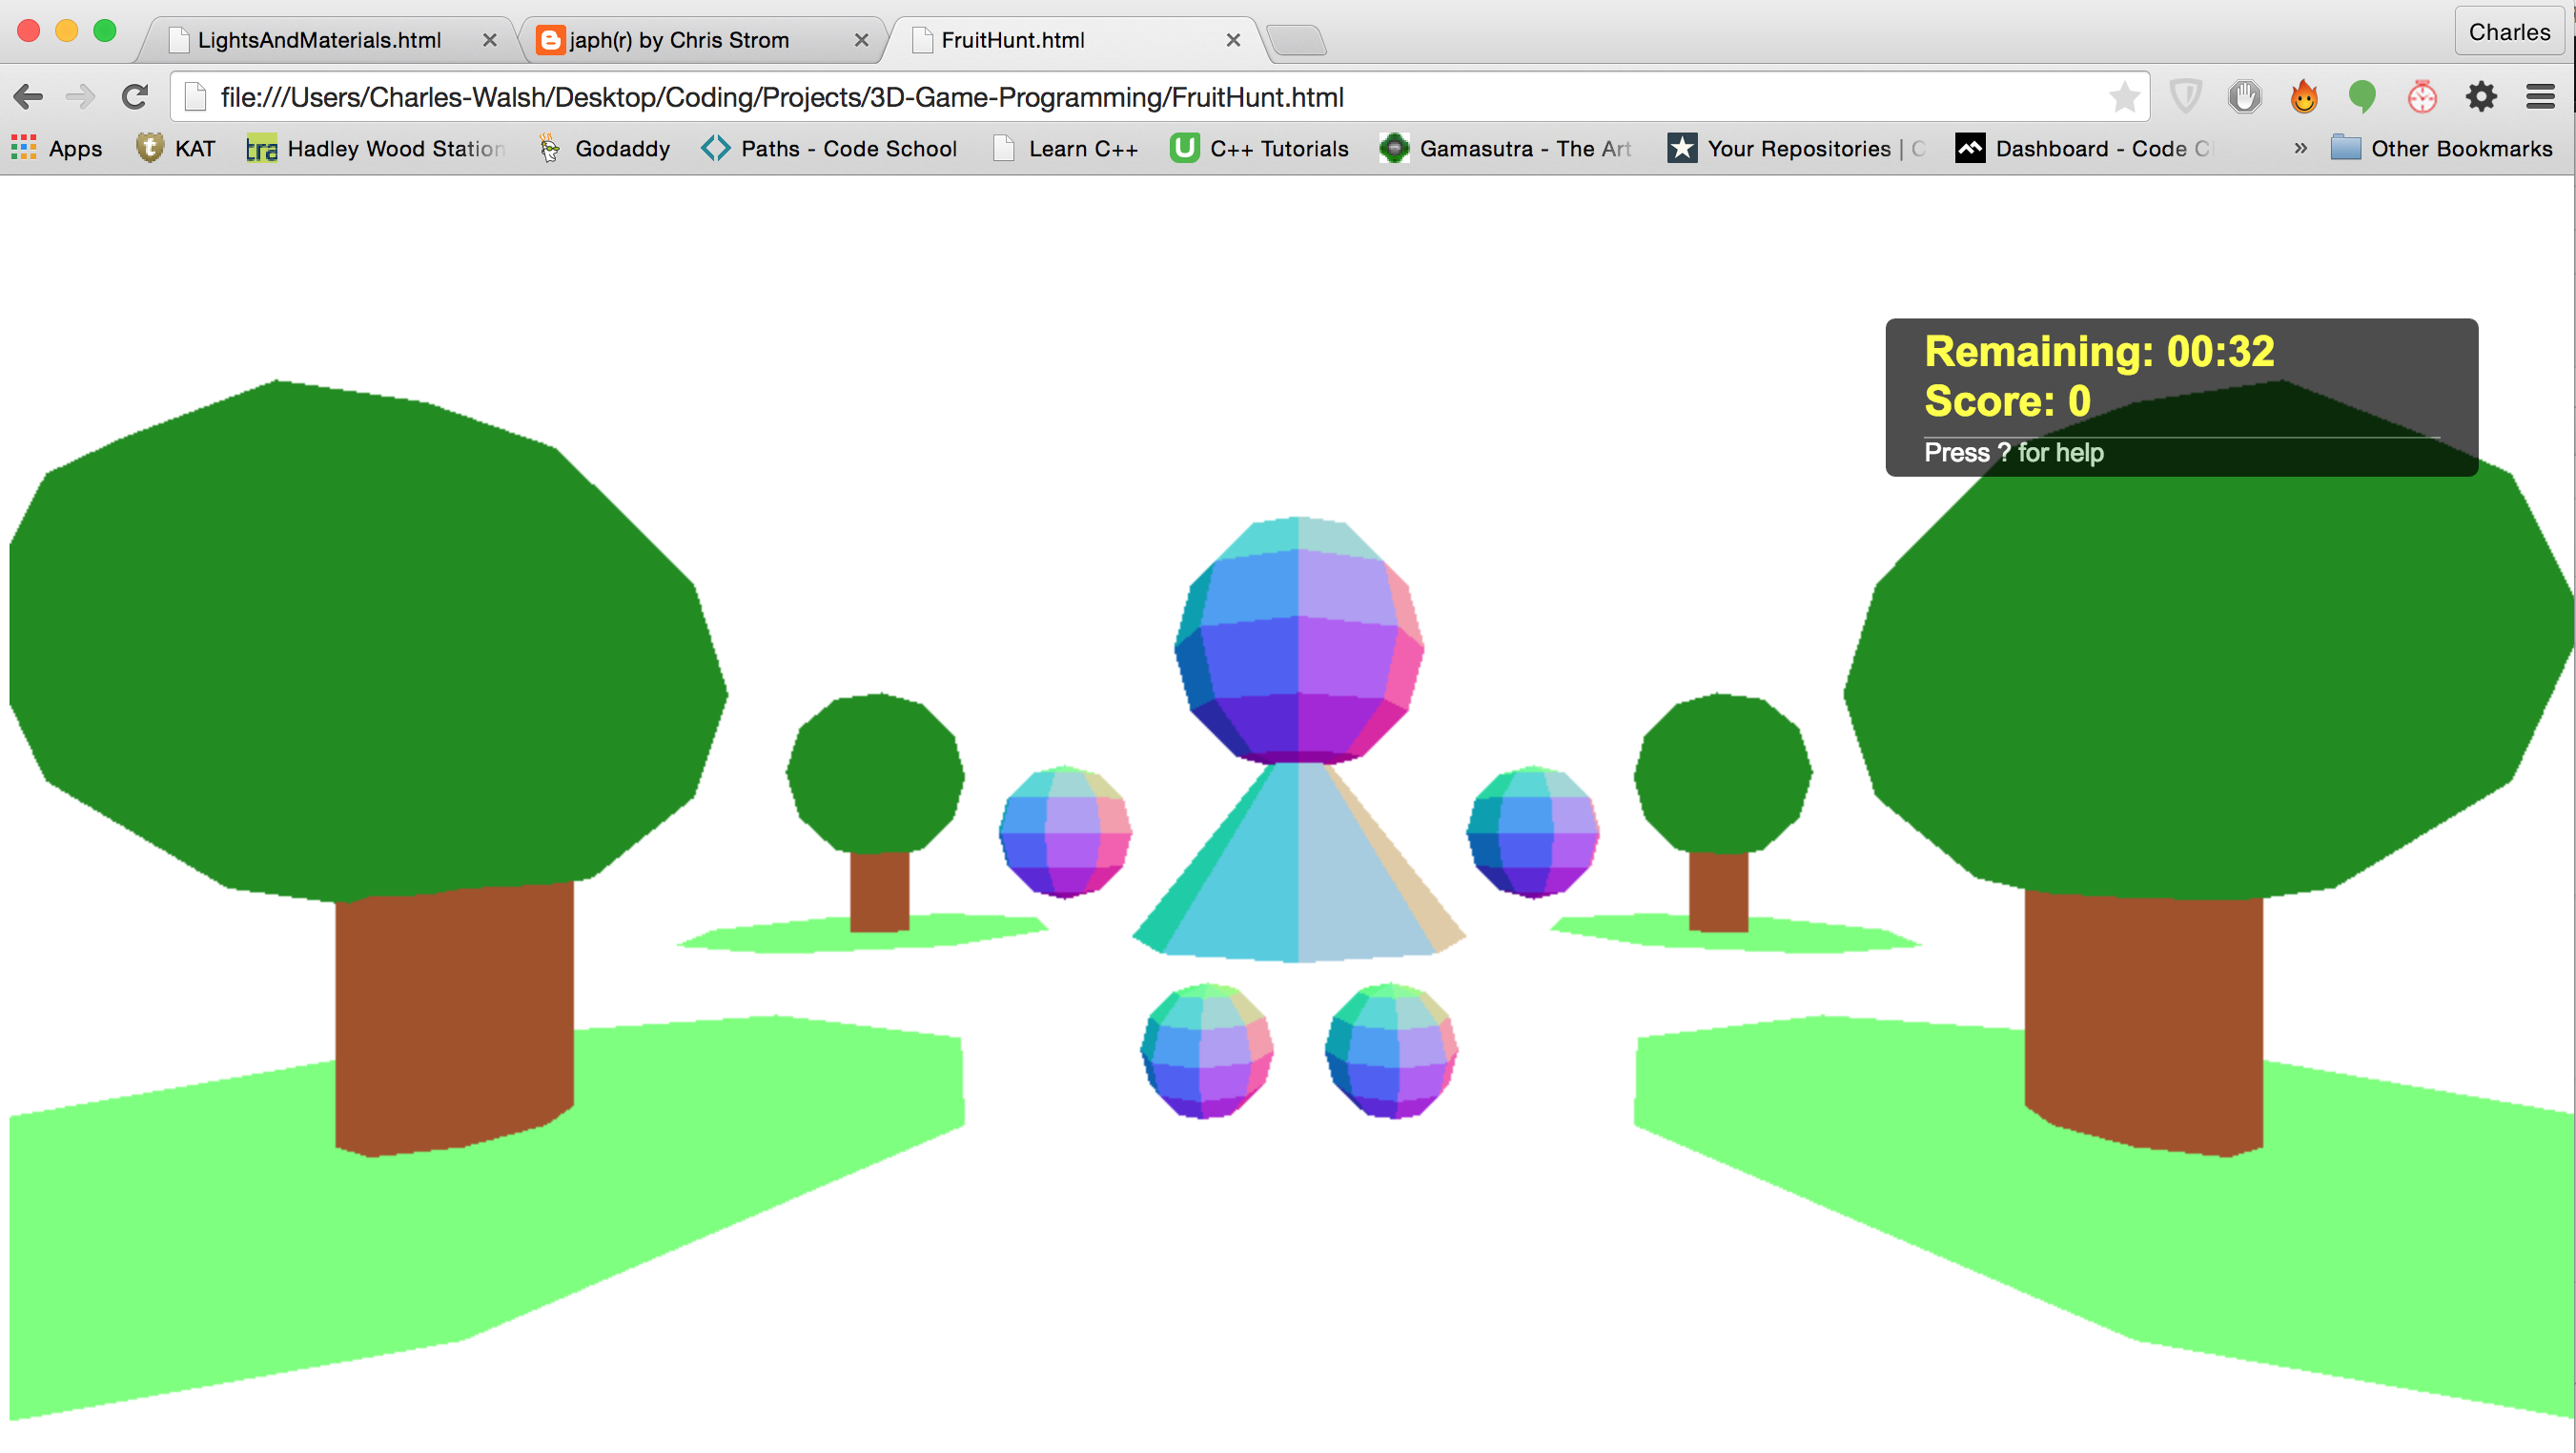 LightsAndMaterials.html
japh(r) by Chris Strom
FruitHunt.html
Charles
file:///Users/Charles-Walsh/Desktop/Coding/Projects/3D-Game-Programming/FruitHunt.html
Apps
t KAT
tra Hadley Wood Station
Godaddy
Paths - Code School
Learn C++
U C++ Tutorials
Gamasutra - The Art
Your Repositories | C
Dashboard - Code Cl
»
Other Bookmarks
Remaining: 00:32
Score: 0
Press ? for help